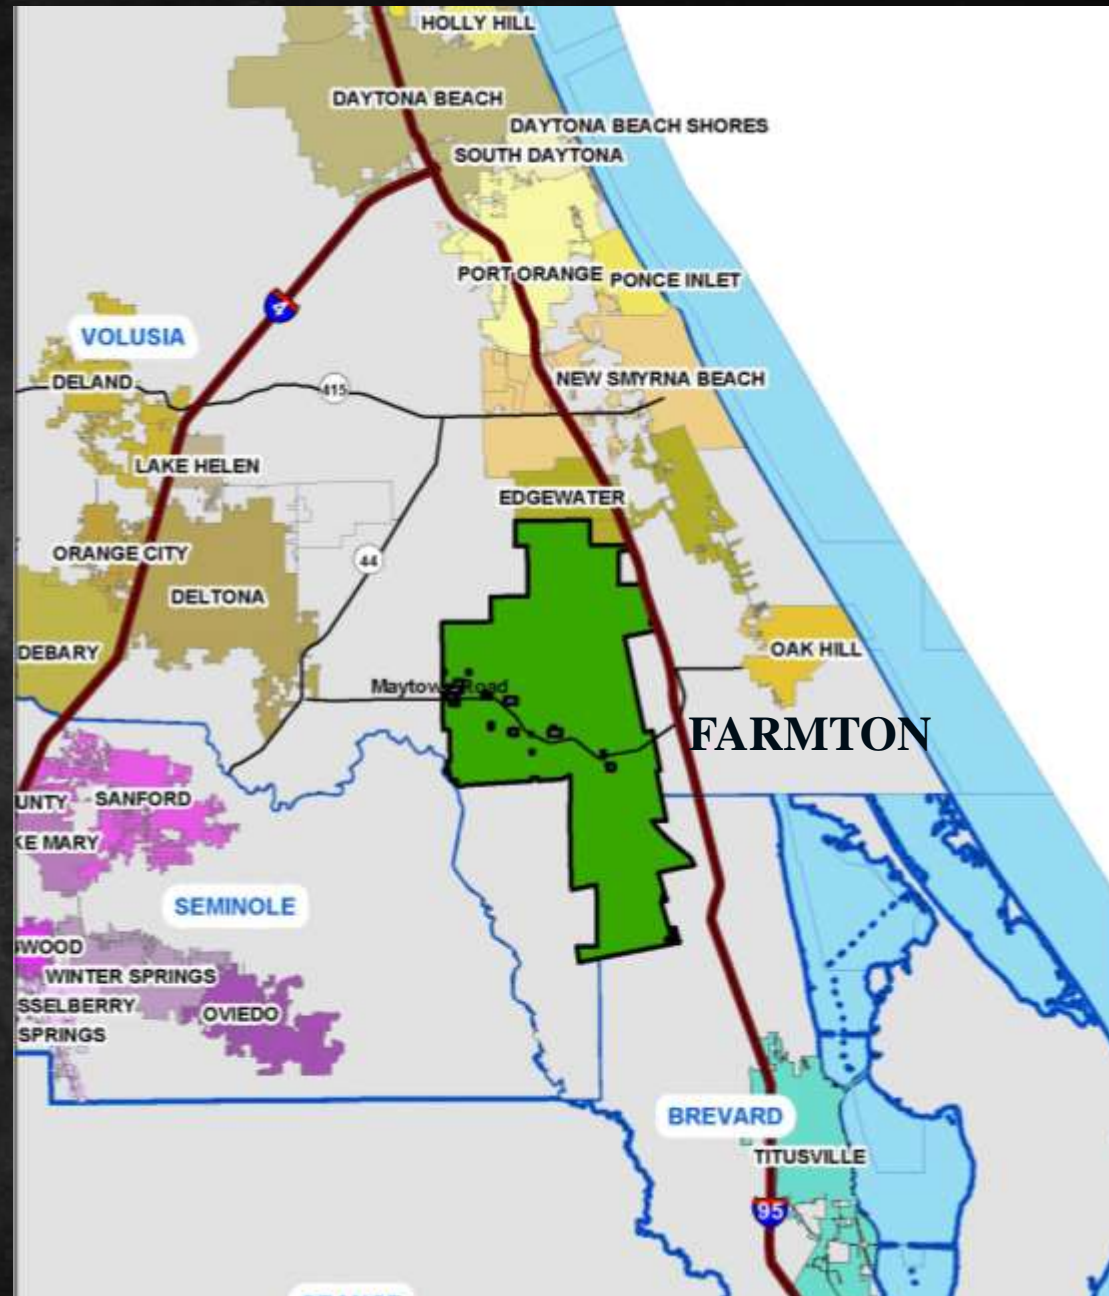 HOLLY HILL
DAYTONA BEACH
DAYTONA BEACH SHORES
SOUTH DAYTONA
PORT ORANGE
PONCE INLET
4
VOLUSIA
DELAND
415
NEW SMYRNA BEACH
LAKE HELEN
EDGEWATER
ORANGE CITY
44
DELTONA
DEBARY
OAK HILL
Maytown Road
FARMTON
UNTY
SANFORD
KE MARY
SEMINOLE
WOOD
WINTER SPRINGS
SSELBERRY
OVIEDO
SPRINGS
BREVARD
TITUSVILLE
95